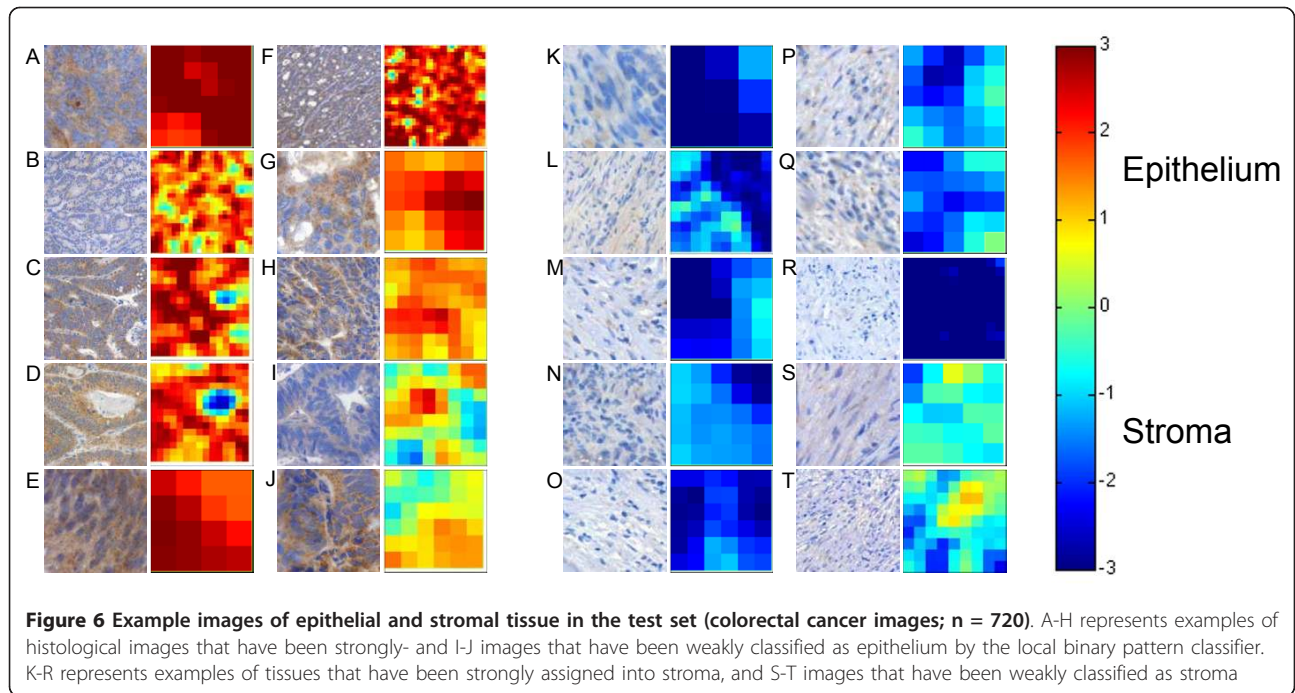 A F K P
B G L Q
C H M R
D I N S
E J O T
3
2
1
0
-1
-2
-3
Epithelium
Stroma
Figure 6 Example images of epithelial and stromal tissue in the test set (colorectal cancer images; n = 720). A-H represents examples of
histological images that have been strongly- and I-J images that have been weakly classified as epithelium by the local binary pattern classifier.
K-R represents examples of tissues that have been strongly assigned into stroma, and S-T images that have been weakly classified as stroma